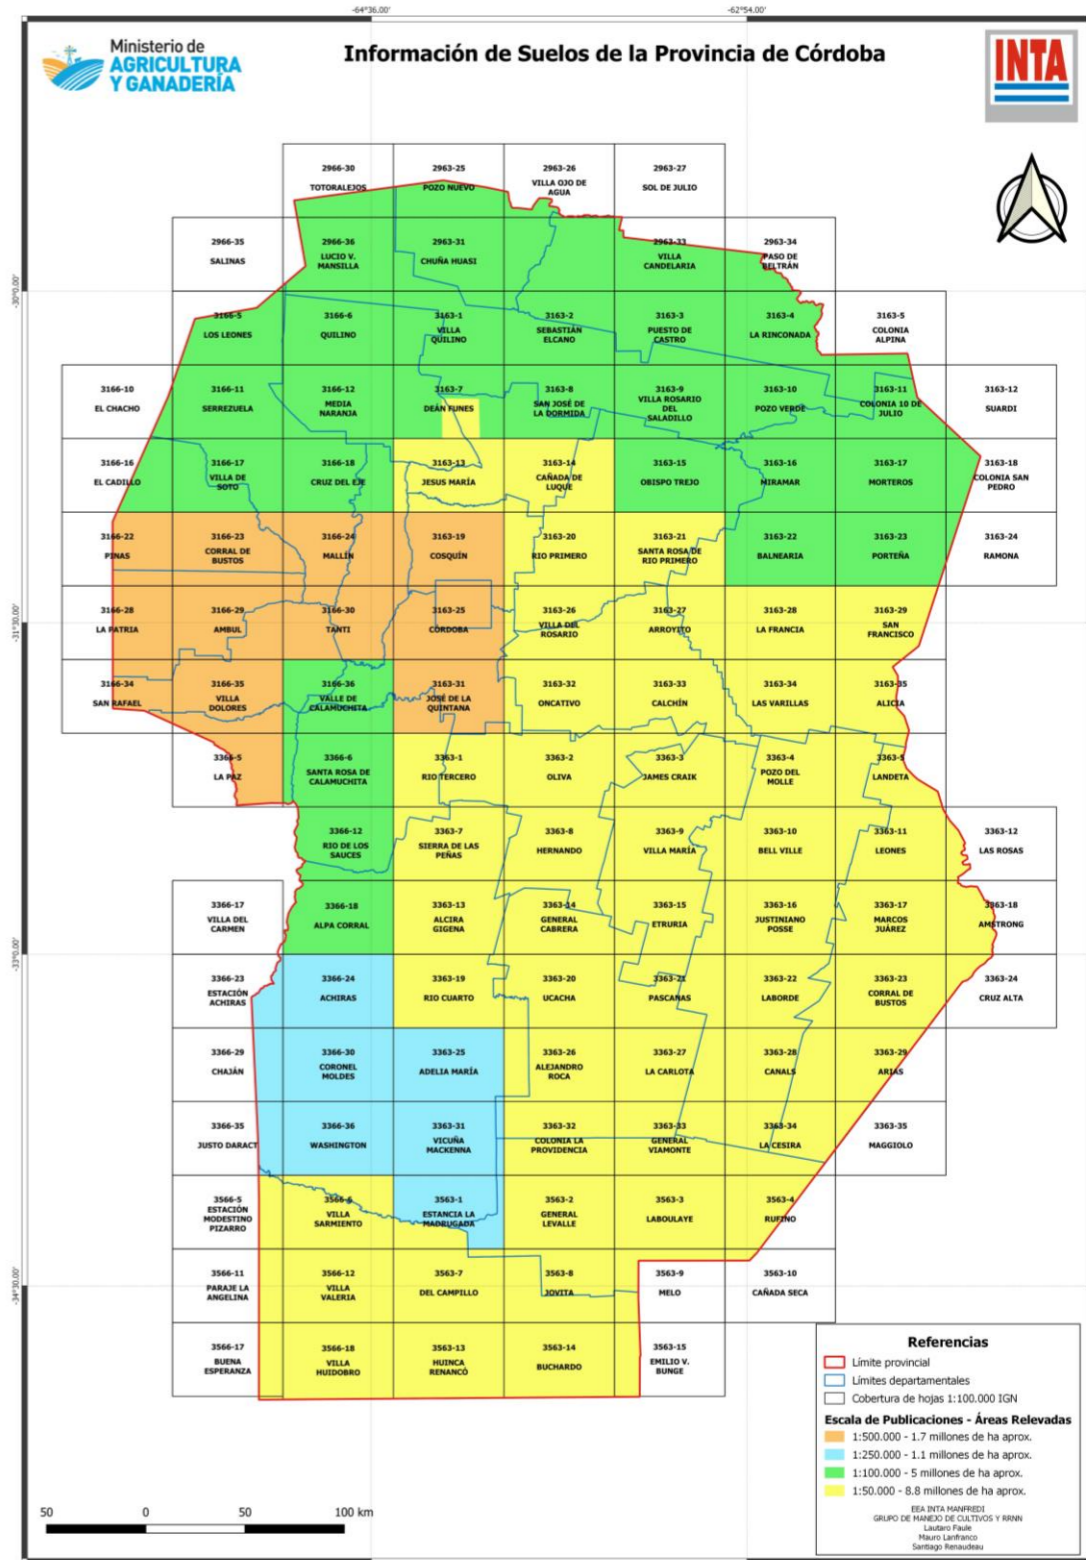 -64°36.00'
-62°54.00'
Ministerio de
AGRICULTURA
Y GANADERÍA
Información de Suelos de la Provincia de Córdoba
INTA
2966-30
TOTORALEJOS
2963-25
POZO NUEVO
2963-26
VILLA OJO DE
AGUA
2963-27
SOL DE JULIO
2966-35
SALINAS
2966-36
LUCIO V.
MANSILLA
2963-31
CHUÑA HUASI
2963-33
VILLA
CANDELARIA
2963-34
PASO DE
BELTRÁN
-30°0.00'
3166-5
LOS LEONES
3166-6
QUILINO
3163-1
VILLA
QUILINO
3163-2
SEBASTIÁN
ELCANO
3163-3
PUESTO DE
CASTRO
3163-4
LA RINCONADA
3163-5
COLONIA
ALPINA
3166-10
EL CHACHO
3166-11
SERREZUELA
3166-12
MEDIA
NARANJA
3163-7
DEÁN FUNES
3163-8
SAN JOSÉ DE
LA DORMIDA
3163-9
VILLA ROSARIO
DEL
SALADILLO
3163-10
POZO VERDE
3163-11
COLONIA 10 DE
JULIO
3163-12
SUARDI
3166-16
EL CADILLO
3166-17
VILLA DE
SOTO
3166-18
CRUZ DEL EJE
3163-13
JESUS MARÍA
3163-14
CAÑADA DE
LUQUE
3163-15
OBISPO TREJO
3163-16
MIRAMAR
3163-17
MORTEROS
3163-18
COLONIA SAN
PEDRO
3166-22
PINAS
3166-23
CORRAL DE
BUSTOS
3166-24
MALLÍN
3163-19
COSQUÍN
3163-20
RIO PRIMERO
3163-21
SANTA ROSA DE
RIO PRIMERO
3163-22
BALNEARIA
3163-23
PORTEÑA
3163-24
RAMONA
-31°30.00'
3166-28
LA PATRIA
3166-29
AMBUL
3166-30
TANTI
3163-25
CÓRDOBA
3163-26
VILLA DEL
ROSARIO
3163-27
ARROYITO
3163-28
LA FRANCIA
3163-29
SAN
FRANCISCO
3166-34
SAN RAFAEL
3166-35
VILLA
DOLORES
3166-36
VALLE DE
CALAMUCHITA
3163-31
JOSÉ DE LA
QUINTANA
3163-32
ONCATIVO
3163-33
CALCHÍN
3163-34
LAS VARILLAS
3163-35
ALICIA
3366-5
LA PAZ
3366-6
SANTA ROSA DE
CALAMUCHITA
3363-1
RIO TERCERO
3363-2
OLIVA
3363-3
JAMES CRAIK
3363-4
POZO DEL
MOLLE
3363-5
LANDETA
3366-12
RIO DE LOS
SAUCES
3363-7
SIERRA DE LAS
PEÑAS
3363-8
HERNANDO
3363-9
VILLA MARÍA
3363-10
BELL VILLE
3363-11
LEONES
3363-12
LAS ROSAS
3366-17
VILLA DEL
CARMEN
3366-18
ALPA CORRAL
3363-13
ALCIRA
GIGENA
3363-14
GENERAL
CABRERA
3363-15
ETRURIA
3363-16
JUSTINIANO
POSSE
3363-17
MARCOS
JUÁREZ
3363-18
AMSTRONG
-33°0.00'
3366-23
ESTACIÓN
ACHIRAS
3366-24
ACHIRAS
3363-19
RIO CUARTO
3363-20
UCACHA
3363-21
PASCANAS
3363-22
LABORDE
3363-23
CORRAL DE
BUSTOS
3363-24
CRUZ ALTA
3366-29
CHAJÁN
3366-30
CORONEL
MOLDES
3363-25
ADELIA MARÍA
3363-26
ALEJANDRO
ROCA
3363-27
LA CARLOTA
3363-28
CANALS
3363-29
ARIAS
3366-35
JUSTO DARACT
3366-36
WASHINGTON
3363-31
VICUÑA
MACKENNA
3363-32
COLONIA LA
PROVIDENCIA
3363-33
GENERAL
VIAMONTE
3363-34
LA CESIRA
3363-35
MAGGIOLO
3566-5
ESTACIÓN
MODESTINO
PIZARRO
3566-6
VILLA
SARMIENTO
3563-1
ESTANCIA LA
MADRUGADA
3563-2
GENERAL
LEVALLE
3563-3
LABOULAYE
3563-4
RUFINO
-34°30.00'
3566-11
PARAJE LA
ANGELINA
3566-12
VILLA
VALERIA
3563-7
DEL CAMPILLO
3563-8
JOVITA
3563-9
MELO
3563-10
CAÑADA SECA
3566-17
BUENA
ESPERANZA
3566-18
VILLA
HUIDOBRO
3563-13
HUINCA
RENANCÓ
3563-14
BUCHARDO
3563-15
EMILIO V.
BUNGE
Referencias
Límite provincial
Límites departamentales
Cobertura de hojas 1:100.000 IGN
Escala de Publicaciones - Áreas Relevadas
1:500.000 - 1.7 millones de ha aprox.
1:250.000 - 1.1 millones de ha aprox.
1:100.000 - 5 millones de ha aprox.
1:50.000 - 8.8 millones de ha aprox.
EEA INTA MANFREDI
GRUPO DE MANEJO DE CULTIVOS Y RRNN
Lautaro Faule
Mauro Lanfranco
Santiago Renaudeau
50 0 50 100 km